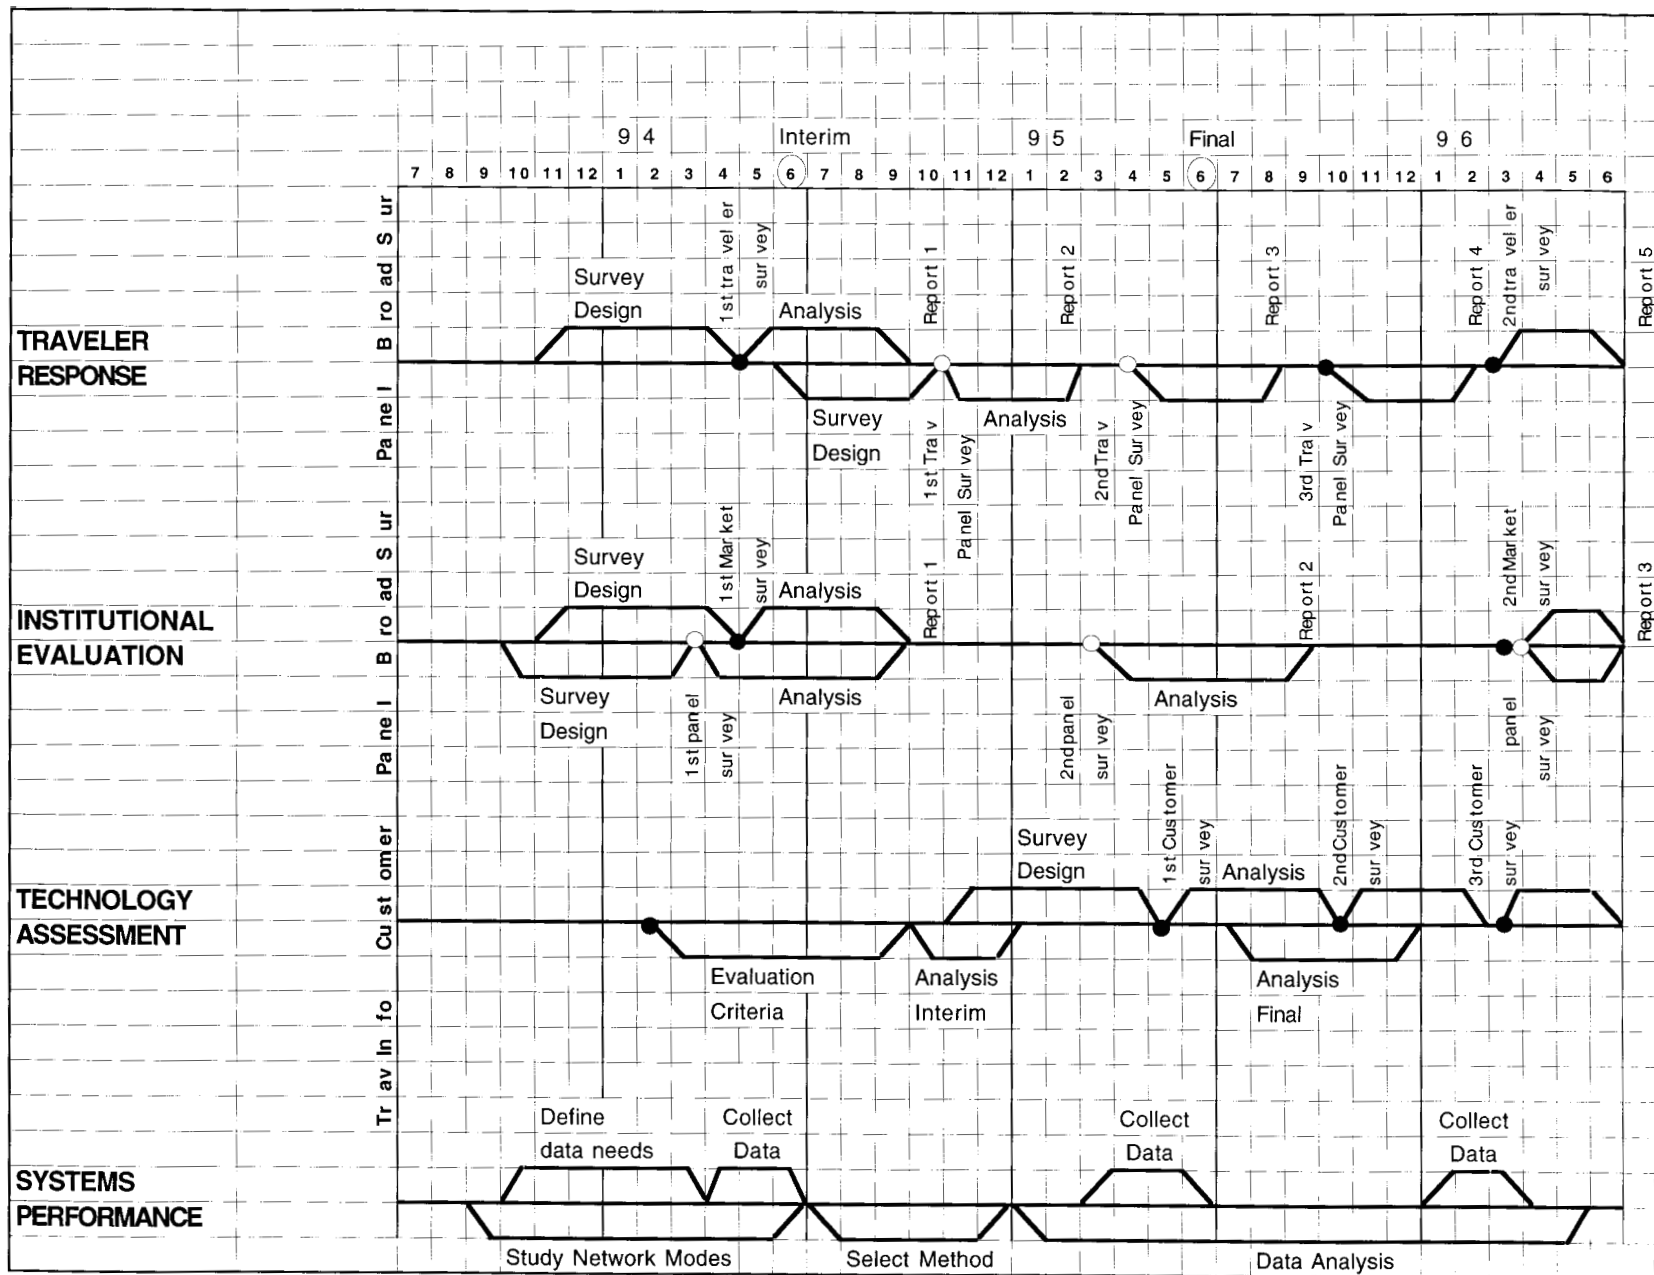 9 4 Interim 9 5 Final 9 6
7 8 9 10 11 12 1 2 3 4 5 6 7 8 9 10 11 12 1 2 3 4 5 6 7 8 9 10 11 12 1 2 3 4 5 6
TRAVELER
RESPONSE
Broad Sur
Panel
Survey
Design
1st traveler
survey
Analysis
Survey
Design
Report 1
1st Trav
Panel Survey
Analysis
Report 2
2nd Trav
Panel Survey
Report 3
3rd Trav
Panel Survey
Report 4
2nd traveler
survey
Report 5
INSTITUTIONAL
EVALUATION
Broad Sur
Panel
Survey
Design
Survey
Design
1st Market
survey
1st panel
survey
Analysis
Analysis
Report 1
2nd panel
survey
Analysis
Report 2
2nd Market
survey
panel
survey
Report 3
TECHNOLOGY
ASSESSMENT
Customer
Trav Info
Evaluation
Criteria
Analysis
Interim
Survey
Design
1st Customer
survey
Analysis
Analysis
Final
2nd Customer
survey
3rd Customer
survey
SYSTEMS
PERFORMANCE
Define
data needs
Collect
Data
Collect
Data
Collect
Data
Study Network Modes
Select Method
Data Analysis